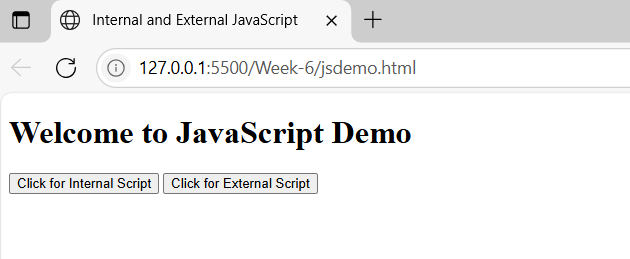 Internal and External JavaScript
127.0.0.1:5500/Week-6/jsdemo.html
Welcome to JavaScript Demo
Click for Internal Script Click for External Script